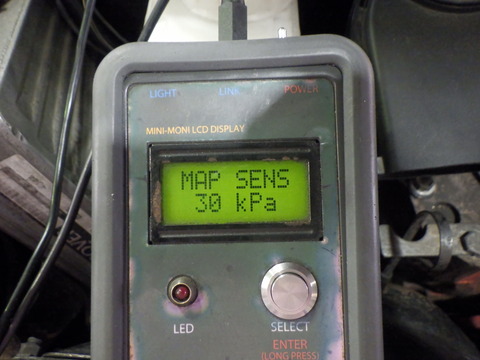 LIGHT LINK POWER
MINI-MONI LCD DISPLAY
MAP SENS
30 kPa
LED SELECT
ENTER
(LONG PRESS)